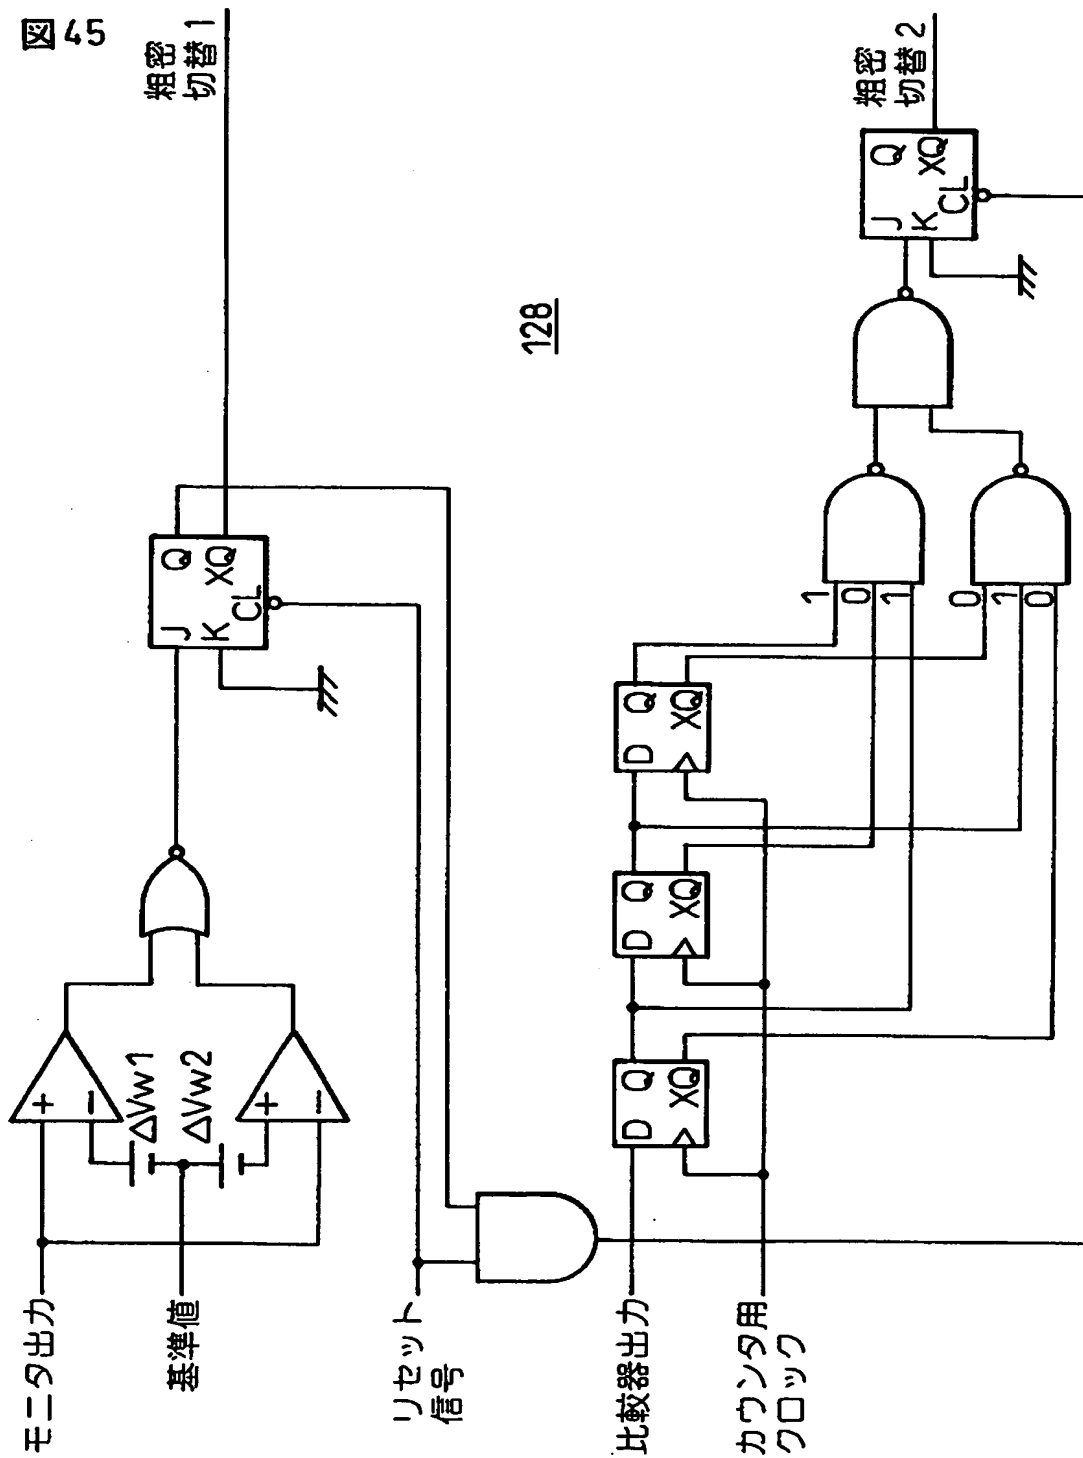 図45
粗密
切替1
Q
XQ
J
K
CL
モニタ出力
+
−
ΔVw1
ΔVw2
+
−
基準値
リセット
信号
128
比較器出力
D
Q
XQ
D
Q
XQ
D
Q
XQ
カウンタ用
クロック
1
0
1
0
1
0
J
K
CL
Q
XQ
粗密
切替2